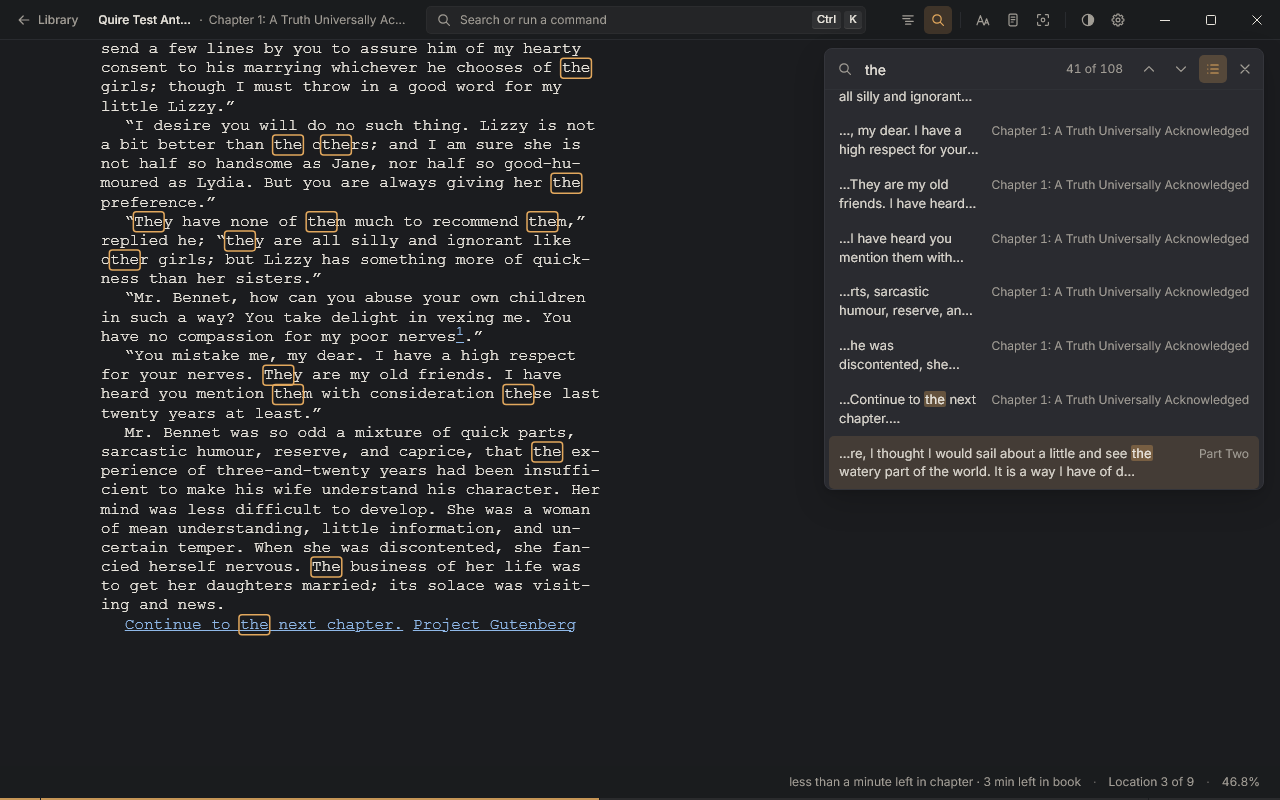 Library
Quire Test Ant... · Chapter 1: A Truth Universally Ac...
Search or run a command
Ctrl K
send a few lines by you to assure him of my hearty
consent to his marrying whichever he chooses of the
girls; though I must throw in a good word for my
little Lizzy.”
“I desire you will do no such thing. Lizzy is not
a bit better than the others; and I am sure she is
not half so handsome as Jane, nor half so good-hu-
moured as Lydia. But you are always giving her the
preference.”
“They have none of them much to recommend them,”
replied he; “they are all silly and ignorant like
other girls; but Lizzy has something more of quick-
ness than her sisters.”
“Mr. Bennet, how can you abuse your own children
in such a way? You take delight in vexing me. You
have no compassion for my poor nerves1.”
“You mistake me, my dear. I have a high respect
for your nerves. They are my old friends. I have
heard you mention them with consideration these last
twenty years at least.”
Mr. Bennet was so odd a mixture of quick parts,
sarcastic humour, reserve, and caprice, that the ex-
perience of three-and-twenty years had been insuffi-
cient to make his wife understand his character. Her
mind was less difficult to develop. She was a woman
of mean understanding, little information, and un-
certain temper. When she was discontented, she fan-
cied herself nervous. The business of her life was
to get her daughters married; its solace was visit-
ing and news.
Continue to the next chapter. Project Gutenberg
the
41 of 108
all silly and ignorant...
..., my dear. I have a
high respect for your...
Chapter 1: A Truth Universally Acknowledged
...They are my old
friends. I have heard...
Chapter 1: A Truth Universally Acknowledged
...I have heard you
mention them with...
Chapter 1: A Truth Universally Acknowledged
...rts, sarcastic
humour, reserve, an...
Chapter 1: A Truth Universally Acknowledged
...he was
discontented, she...
Chapter 1: A Truth Universally Acknowledged
...Continue to the next
chapter....
Chapter 1: A Truth Universally Acknowledged
...re, I thought I would sail about a little and see the
watery part of the world. It is a way I have of d...
Part Two
less than a minute left in chapter · 3 min left in book · Location 3 of 9 · 46.8%